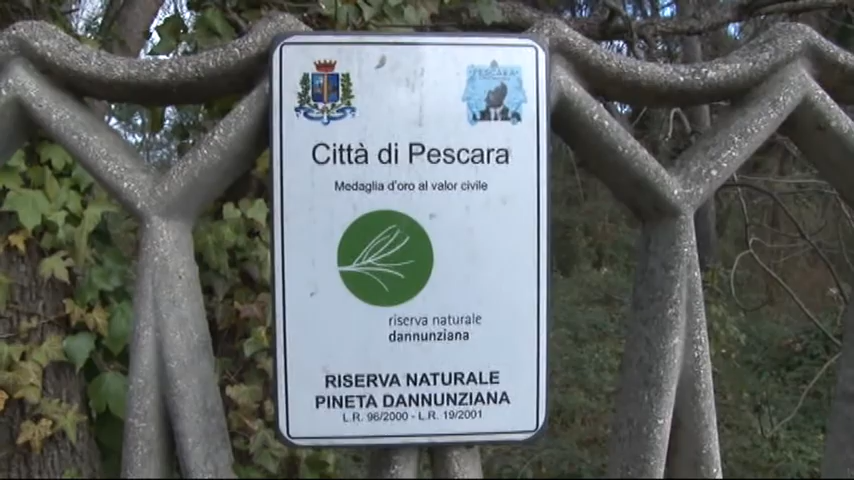 PESCARA
Città di Pescara
Medaglia d'oro al valor civile
riserva naturale
dannunziana
RISERVA NATURALE
PINETA DANNUNZIANA
L.R. 96/2000 - L.R. 19/2001